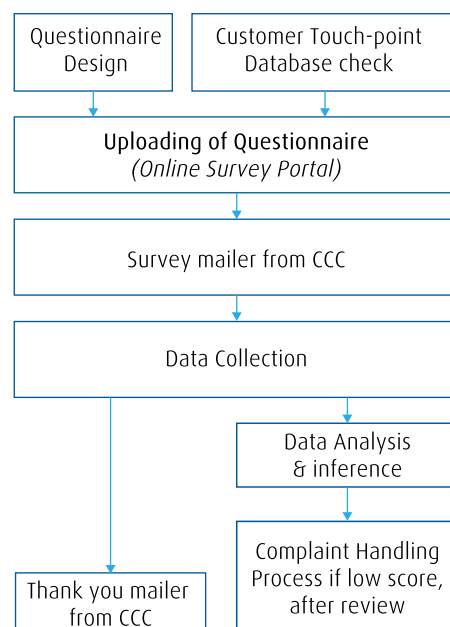 Questionnaire
Design
Customer Touch-point
Database check
Uploading of Questionnaire
(Online Survey Portal)
Survey mailer from CCC
Data Collection
Data Analysis
& inference
Complaint Handling
Process if low score,
after review
Thank you mailer
from CCC